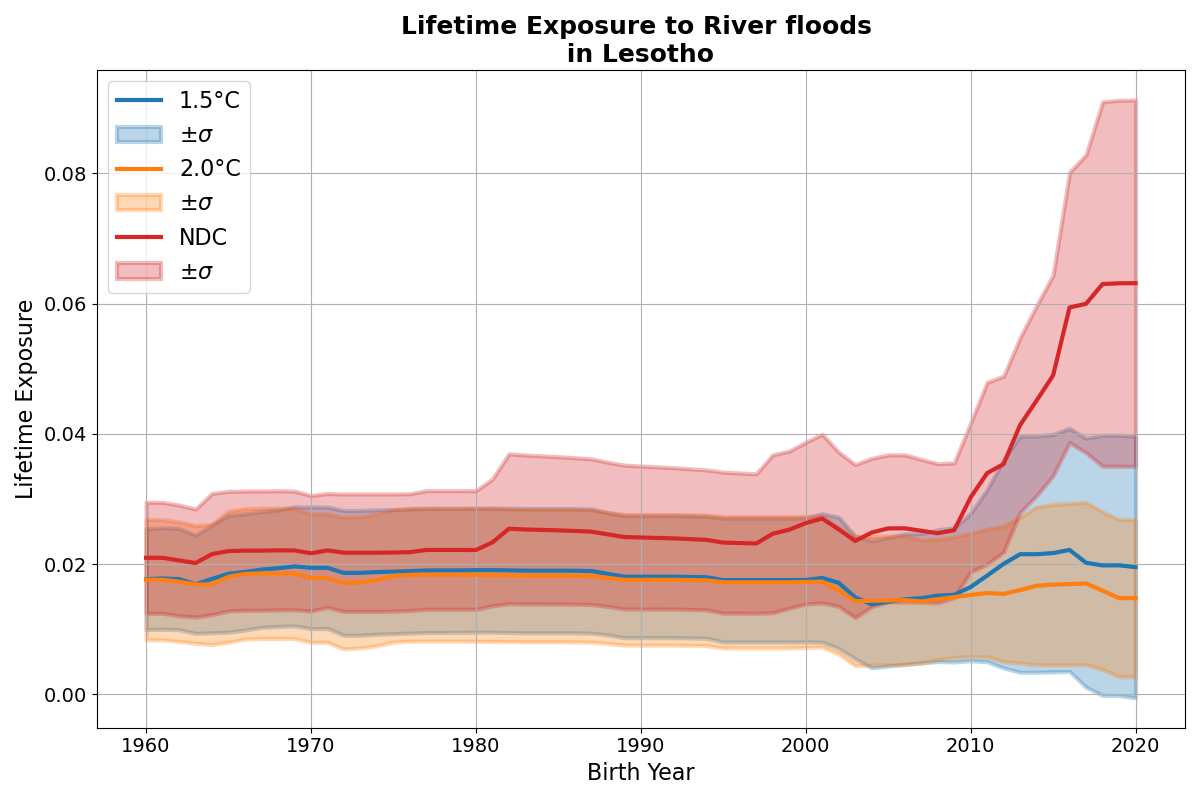 Lifetime Exposure to River floods
in Lesotho
1.5°C
±σ
2.0°C
±σ
NDC
±σ
Lifetime Exposure
0.08
0.06
0.04
0.02
0.00
1960 1970 1980 1990 2000 2010 2020
Birth Year